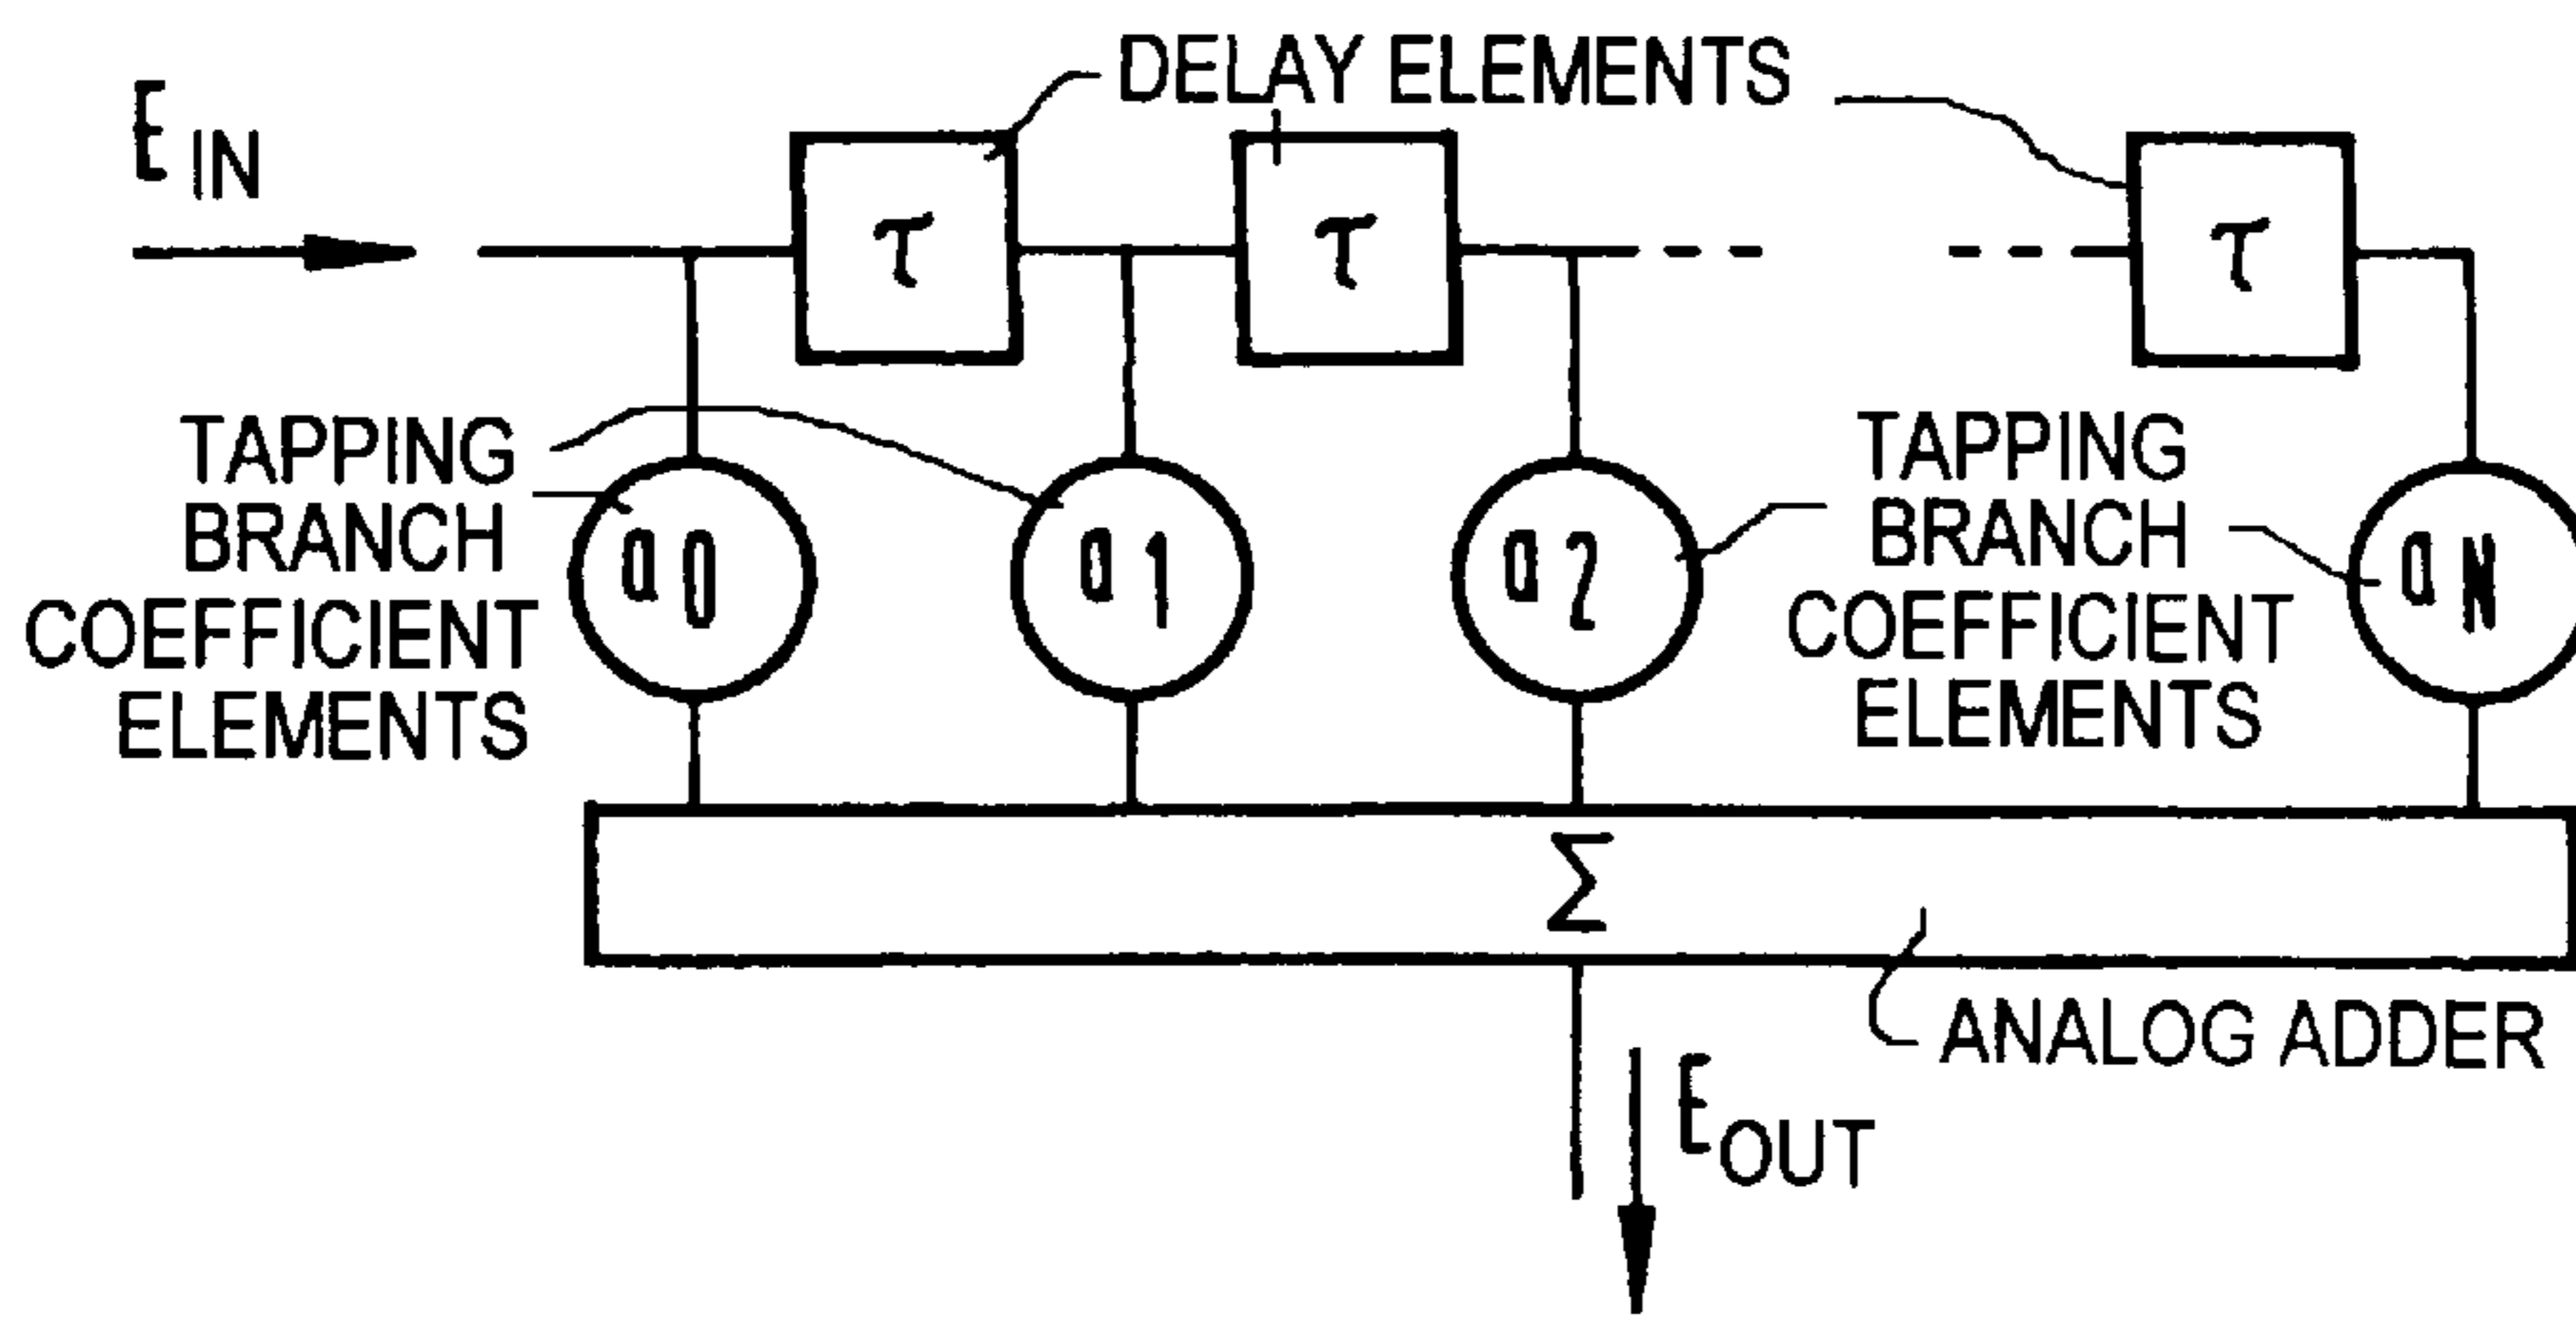 DELAY ELEMENTS
E IN
τ τ τ
TAPPING
BRANCH
COEFFICIENT
ELEMENTS
a0 a1 a2
TAPPING
BRANCH
COEFFICIENT
ELEMENTS
aN
Σ
ANALOG ADDER
E OUT